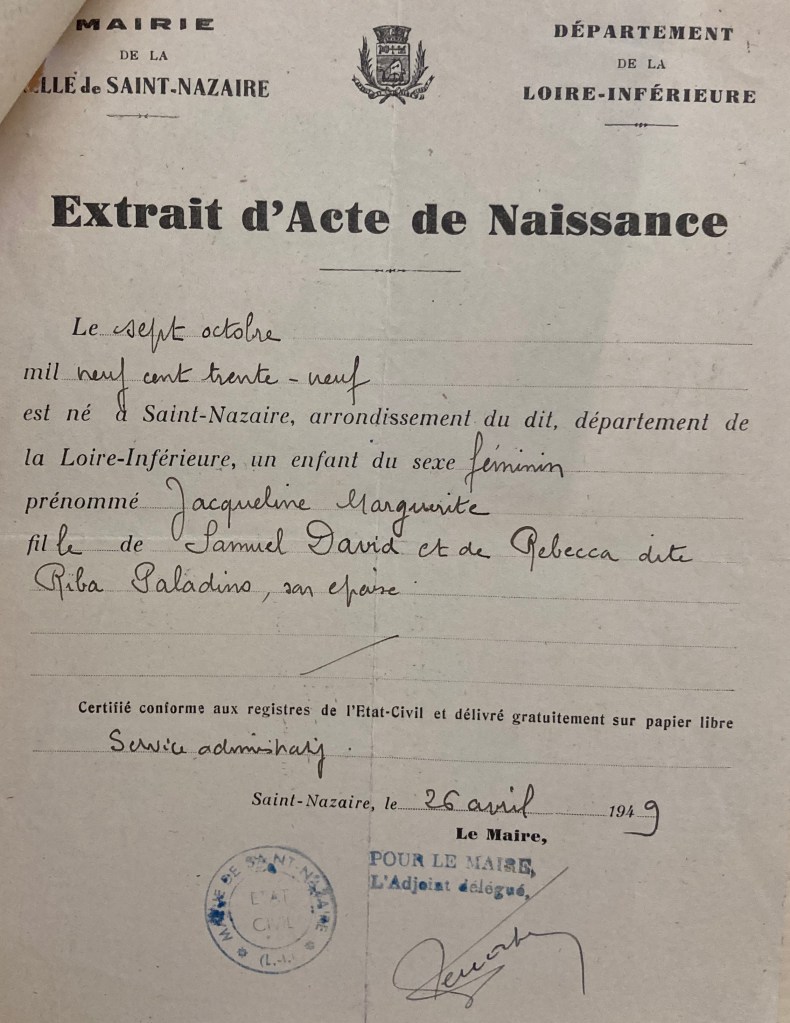 MAIRIE
DE LA
VILLE de SAINT-NAZAIRE
DÉPARTEMENT
DE LA
LOIRE-INFÉRIEURE
Extrait d'Acte de Naissance
Le sept octobre
mil neuf cent trente-neuf
est né à Saint-Nazaire, arrondissement du dit, département de
la Loire-Inférieure, un enfant du sexe féminin
prénommé Jacqueline Marguerite
fille de Samuel David et de Rebecca dite
Riba Paladino, son épouse
Certifié conforme aux registres de l'Etat-Civil et délivré gratuitement sur papier libre
Service administratif.
Saint-Nazaire, le 26 avril 1949
Le Maire,
POUR LE MAIRE,
L'Adjoint délégué,
MAIRIE DE SAINT-NAZAIRE
ETAT
CIVIL
(L.-I.)